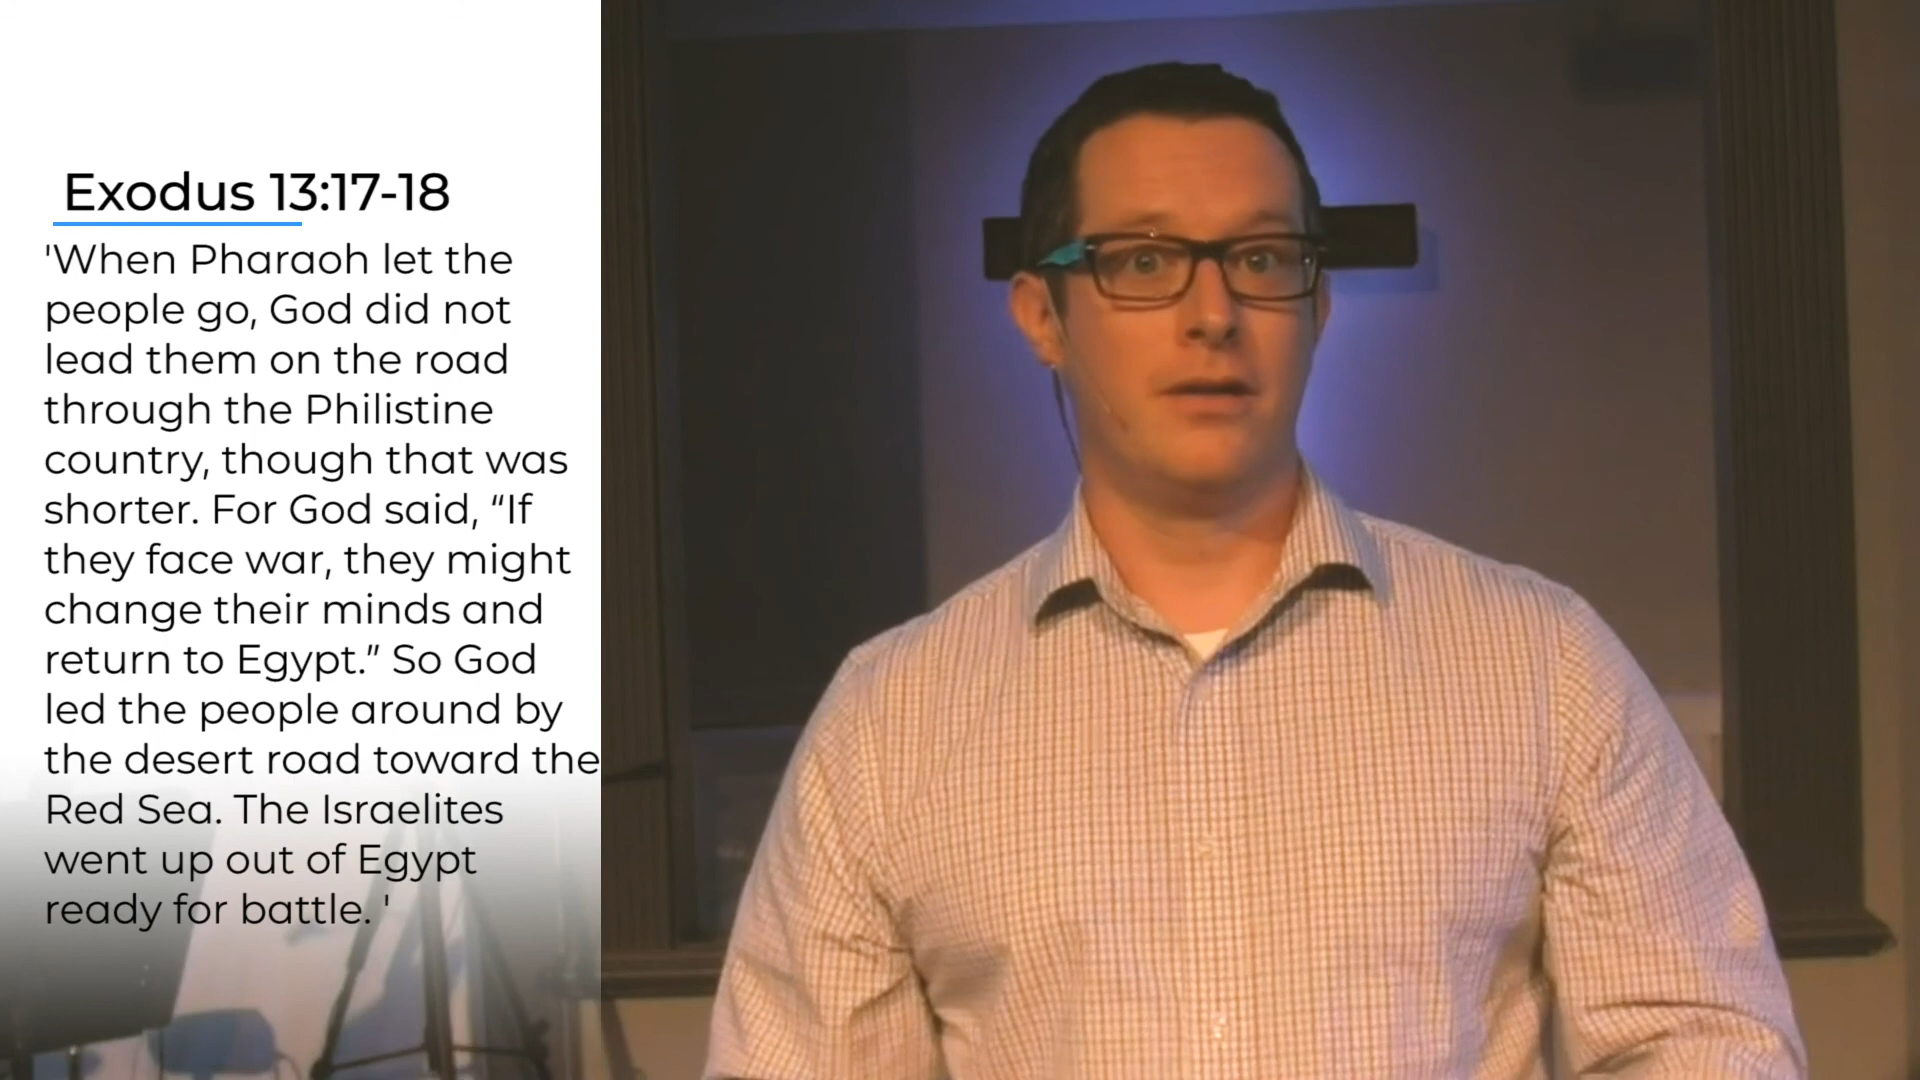 Exodus 13:17-18
'When Pharaoh let the
people go, God did not
lead them on the road
through the Philistine
country, though that was
shorter. For God said, “If
they face war, they might
change their minds and
return to Egypt.” So God
led the people around by
the desert road toward the
Red Sea. The Israelites
went up out of Egypt
ready for battle. '